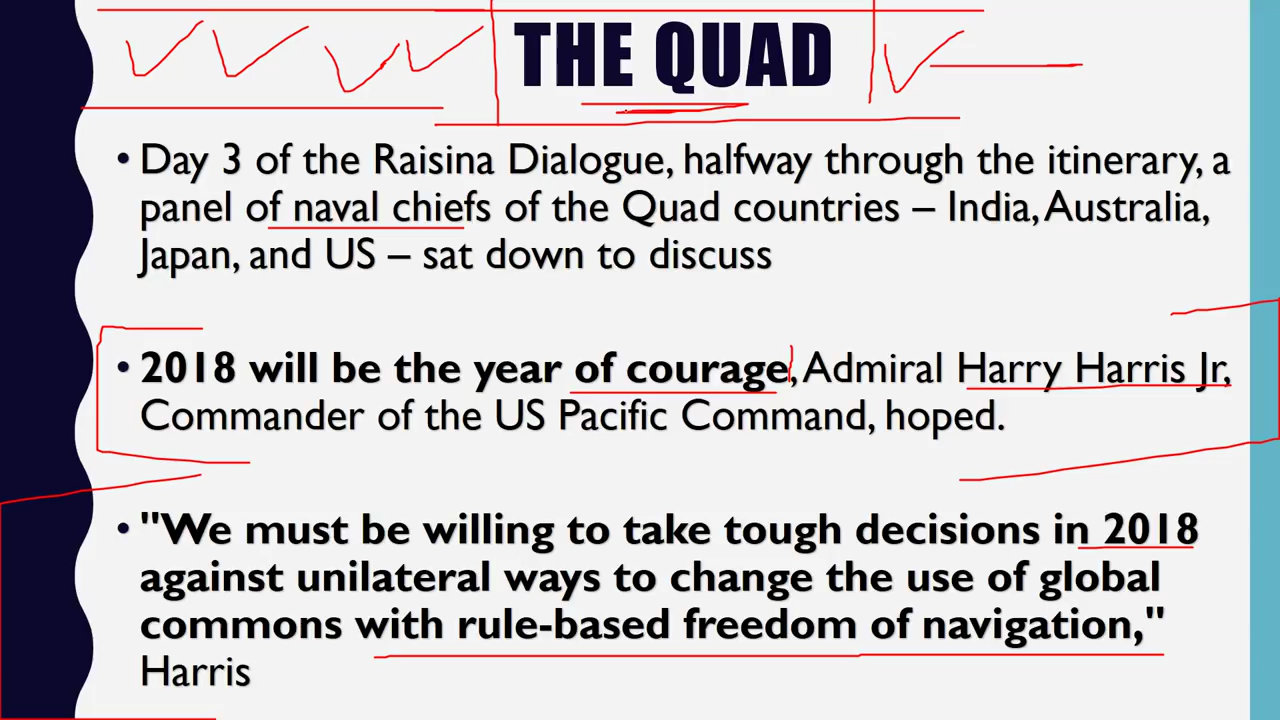 THE QUAD
• Day 3 of the Raisina Dialogue, halfway through the itinerary, a
panel of naval chiefs of the Quad countries – India, Australia,
Japan, and US – sat down to discuss
• 2018 will be the year of courage, Admiral Harry Harris Jr,
Commander of the US Pacific Command, hoped.
• "We must be willing to take tough decisions in 2018
against unilateral ways to change the use of global
commons with rule-based freedom of navigation,"
Harris